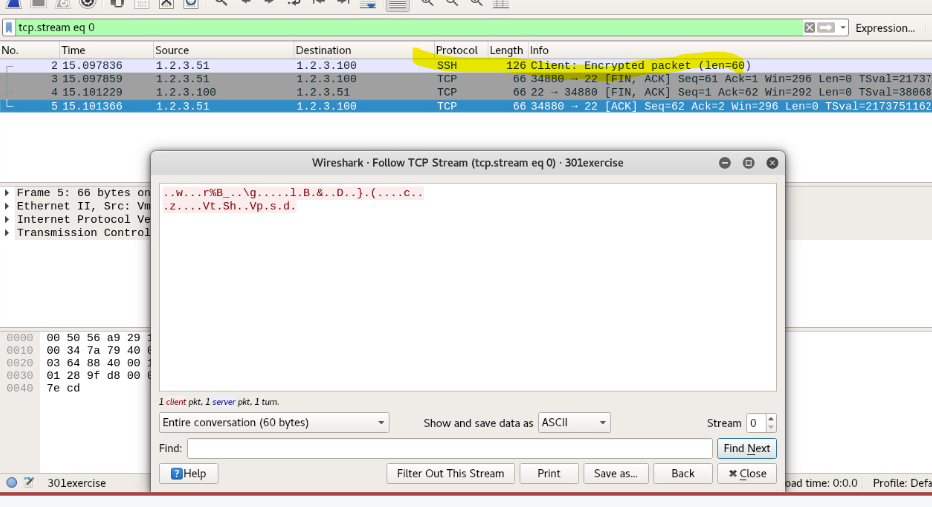 tcp.stream eq 0
Expression...
No. Time Source Destination Protocol Length Info
2 15.097836 1.2.3.51 1.2.3.100 SSH 126 Client: Encrypted packet (len=60)
3 15.097859 1.2.3.51 1.2.3.100 TCP 66 34880 → 22 [FIN, ACK] Seq=61 Ack=1 Win=296 Len=0 TSval=21737
4 15.101229 1.2.3.100 1.2.3.51 TCP 66 22 → 34880 [FIN, ACK] Seq=1 Ack=62 Win=292 Len=0 TSval=38068
5 15.101366 1.2.3.51 1.2.3.100 TCP 66 34880 → 22 [ACK] Seq=62 Ack=2 Win=296 Len=0 TSval=2173751162
Wireshark · Follow TCP Stream (tcp.stream eq 0) · 301exercise
..w...r%B_..\g.....l.B.&..D..}.(....c..
.z....Vt.Sh..Vp.s.d.
Frame 5: 66 bytes on
Ethernet II, Src: Vm
Internet Protocol Ve
Transmission Control
0000 00 50 56 a9 29
0010 00 34 7a 79 40
0020 03 64 88 40 00
0030 01 28 9f d8 00
0040 7e cd
1 client pkt, 1 server pkt, 1 turn.
Entire conversation (60 bytes)
Show and save data as ASCII
Stream 0
Find:
Find Next
Help
Filter Out This Stream
Print
Save as...
Back
Close
301exercise
oad time: 0:0.0
Profile: Defa